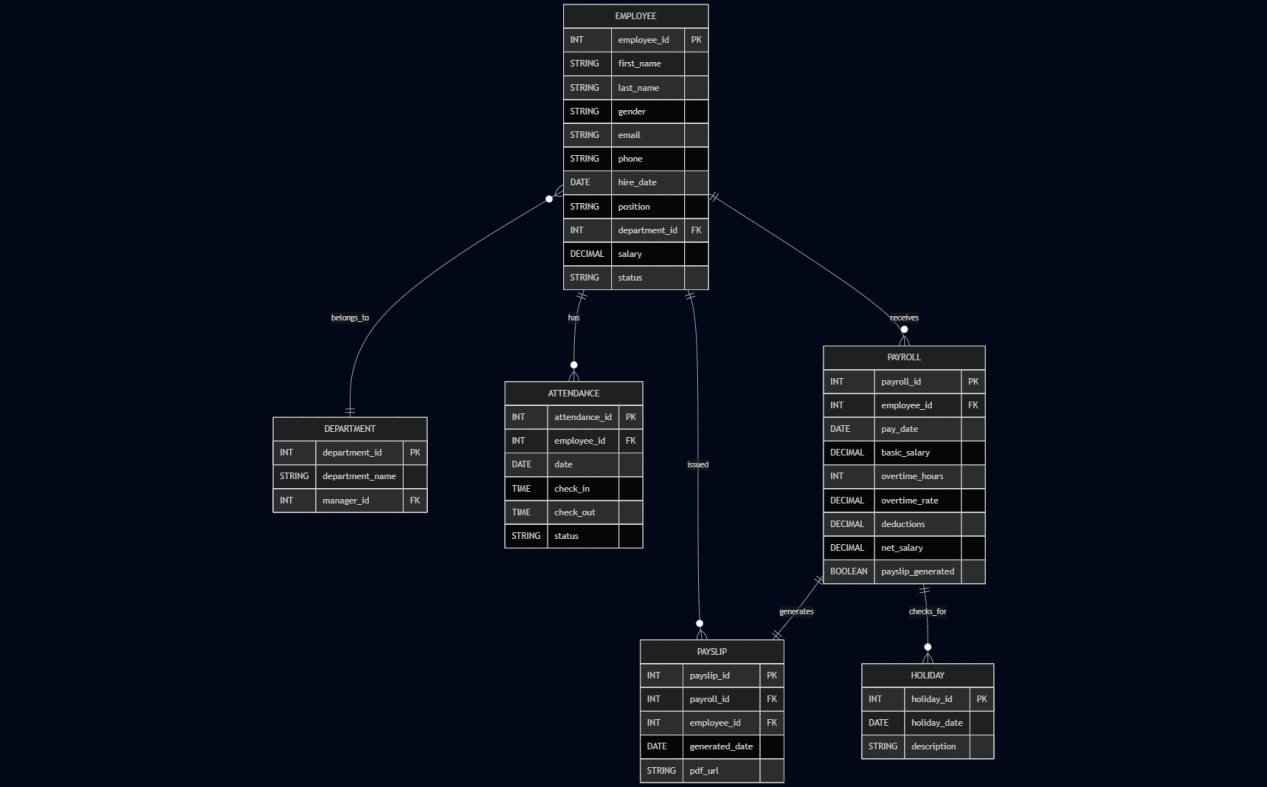 EMPLOYEE
INT employee_id PK
STRING first_name
STRING last_name
STRING gender
STRING email
STRING phone
DATE hire_date
STRING position
INT department_id FK
DECIMAL salary
STRING status
belongs_to
has
issued
receives
DEPARTMENT
INT department_id PK
STRING department_name
INT manager_id FK
ATTENDANCE
INT attendance_id PK
INT employee_id FK
DATE date
TIME check_in
TIME check_out
STRING status
PAYROLL
INT payroll_id PK
INT employee_id FK
DATE pay_date
DECIMAL basic_salary
INT overtime_hours
DECIMAL overtime_rate
DECIMAL deductions
DECIMAL net_salary
BOOLEAN payslip_generated
generates
checks_for
PAYSLIP
INT payslip_id PK
INT payroll_id FK
INT employee_id FK
DATE generated_date
STRING pdf_url
HOLIDAY
INT holiday_id PK
DATE holiday_date
STRING description